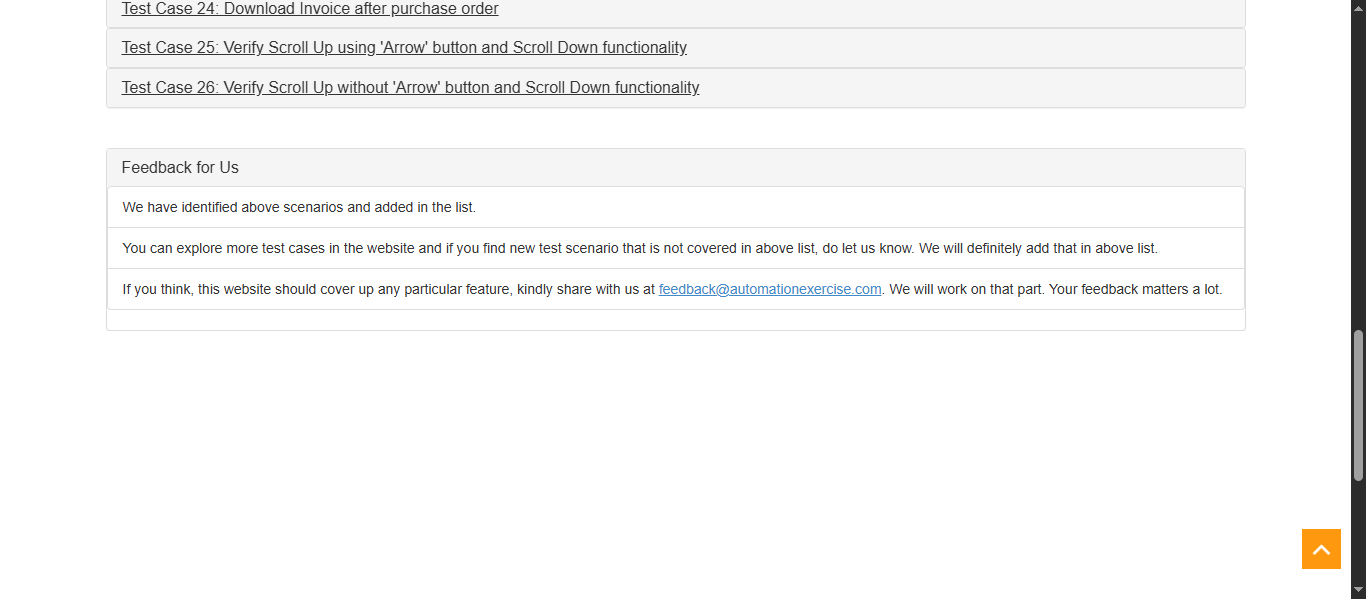 Test Case 24: Download Invoice after purchase order
Test Case 25: Verify Scroll Up using 'Arrow' button and Scroll Down functionality
Test Case 26: Verify Scroll Up without 'Arrow' button and Scroll Down functionality
Feedback for Us
We have identified above scenarios and added in the list.
You can explore more test cases in the website and if you find new test scenario that is not covered in above list, do let us know. We will definitely add that in above list.
If you think, this website should cover up any particular feature, kindly share with us at feedback@automationexercise.com. We will work on that part. Your feedback matters a lot.